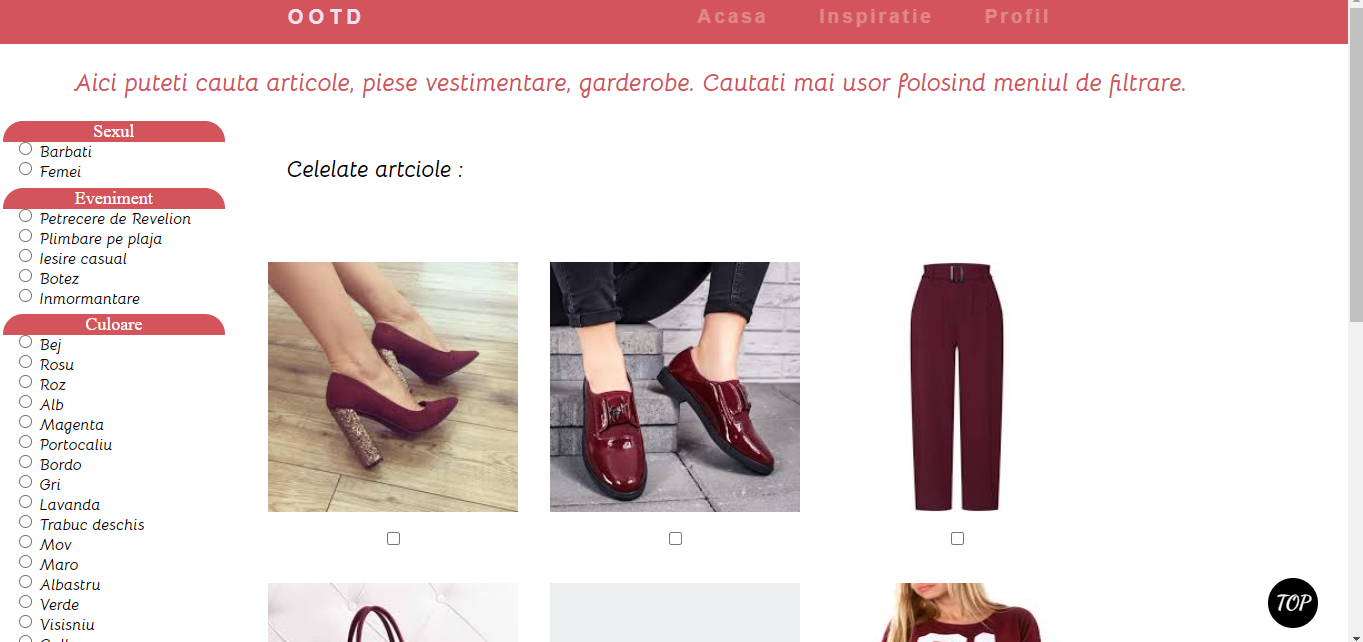 OOTD
Acasa Inspiratie Profil
Aici puteti cauta articole, piese vestimentare, garderobe. Cautati mai usor folosind meniul de filtrare.
Sexul
Barbati
Femei
Eveniment
Petrecere de Revelion
Plimbare pe plaja
Iesire casual
Botez
Inmormantare
Culoare
Bej
Rosu
Roz
Alb
Magenta
Portocaliu
Bordo
Gri
Lavanda
Trabuc deschis
Mov
Maro
Albastru
Verde
Visisniu
Celelate artciole :
TOP